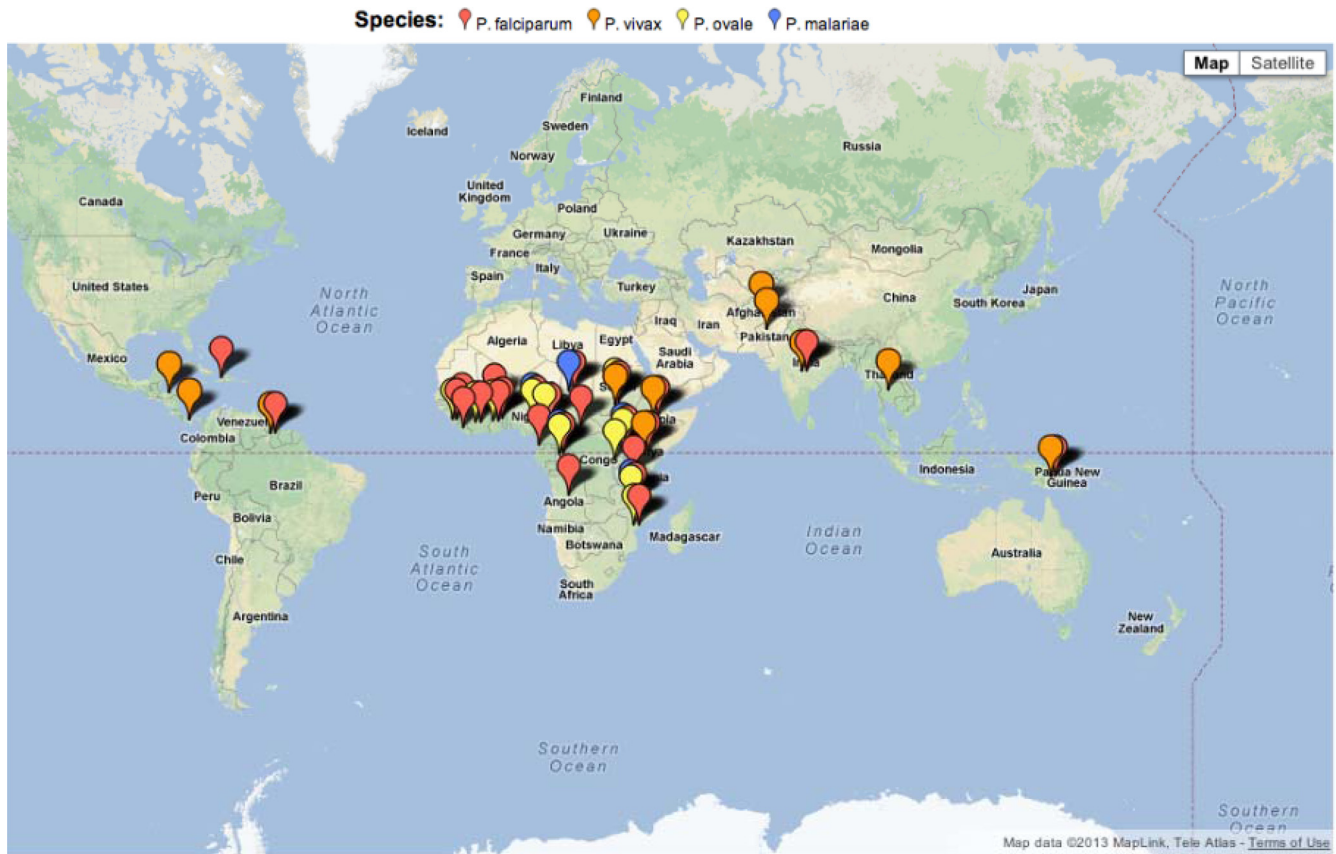 Species: P. falciparum P. vivax P. ovale P. malariae
Map Satellite
Finland
Iceland
Sweden
Russia
Norway
United
Kingdom
Canada
Poland
Germany
Ukraine
Kazakhstan
Mongolia
France
Italy
Spain
Turkey
United States
North
Atlantic
Ocean
China
Japan
South Korea
North
Pacific
Ocean
Iraq
Iran
Pakistan
Algeria
Libya
Egypt
Saudi
Arabia
Mexico
Colombia
Congo
Indonesia
Papua New
Guinea
Peru
Brazil
Bolivia
Angola
Namibia
Botswana
Madagascar
Indian
Ocean
Australia
Chile
South
Atlantic
Ocean
South
Africa
Argentina
New
Zealand
Southern
Ocean
Southern
Ocean
Map data ©2013 MapLink, Tele Atlas - Terms of Use